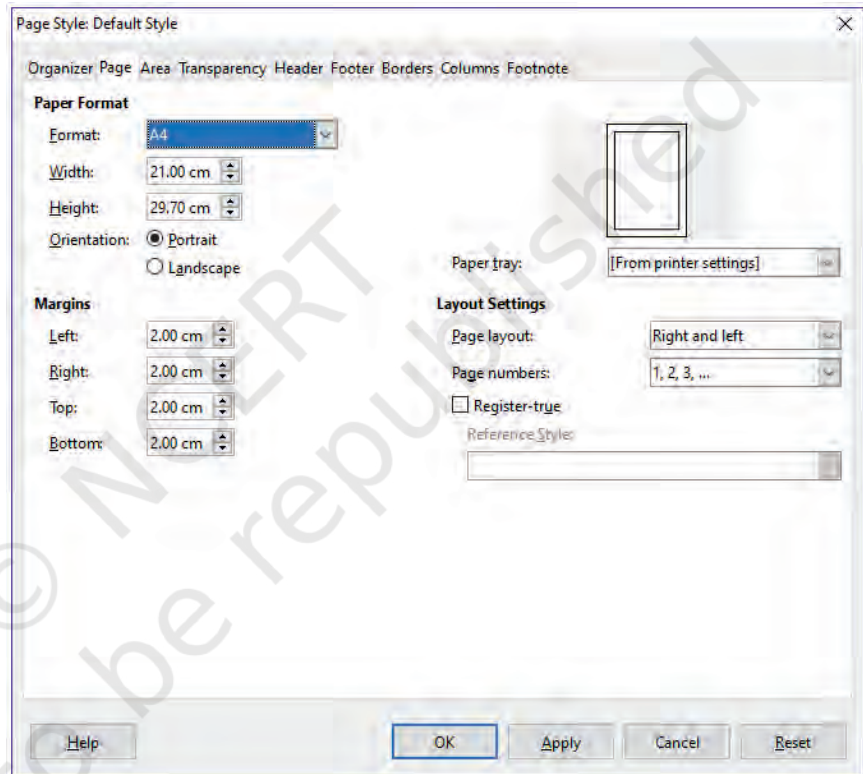 Page Style: Default Style
Organizer Page Area Transparency Header Footer Borders Columns Footnote
Paper Format
Format: A4
Width: 21.00 cm
Height: 29.70 cm
Orientation: Portrait
Landscape
Paper tray: [From printer settings]
Margins
Left: 2.00 cm
Right: 2.00 cm
Top: 2.00 cm
Bottom: 2.00 cm
Layout Settings
Page layout: Right and left
Page numbers: 1, 2, 3, ...
Register-true
Reference Style:
Help OK Apply Cancel Reset
© NCERT
o be republished